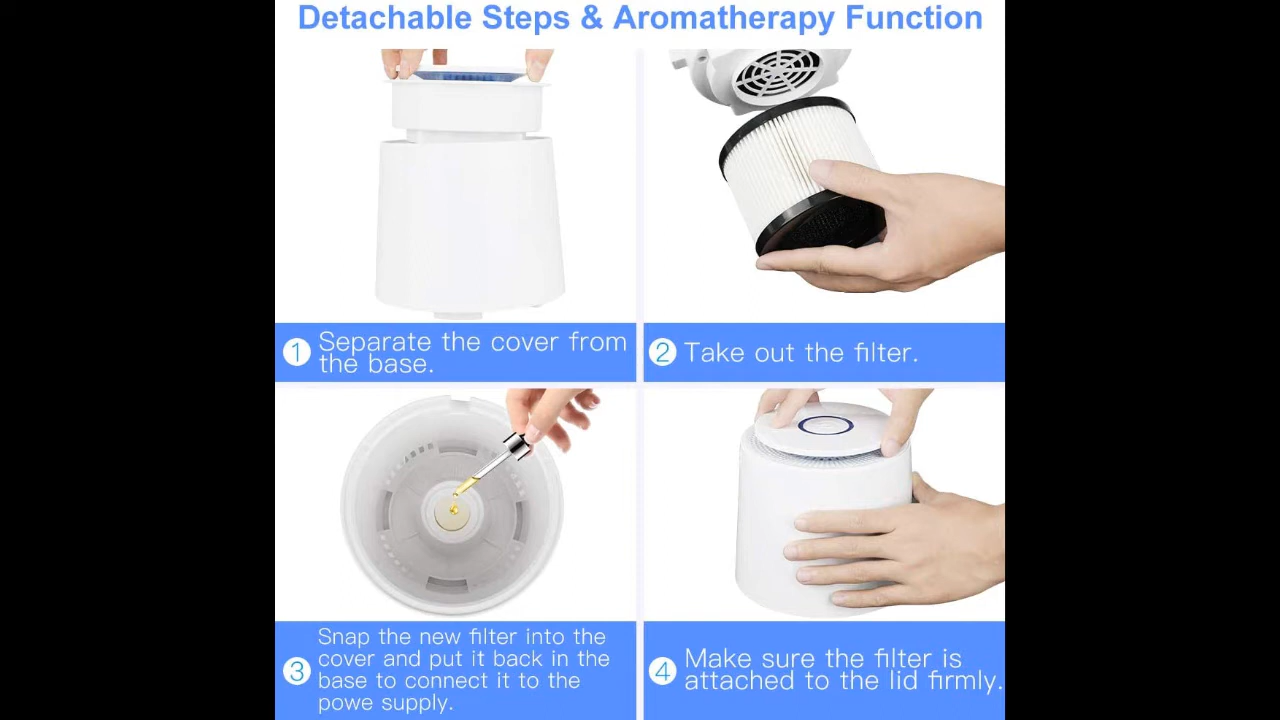 Detachable Steps & Aromatherapy Function
1 Separate the cover from
the base.
2 Take out the filter.
3 Snap the new filter into the
cover and put it back in the
base to connect it to the
powe supply.
4 Make sure the filter is
attached to the lid firmly.